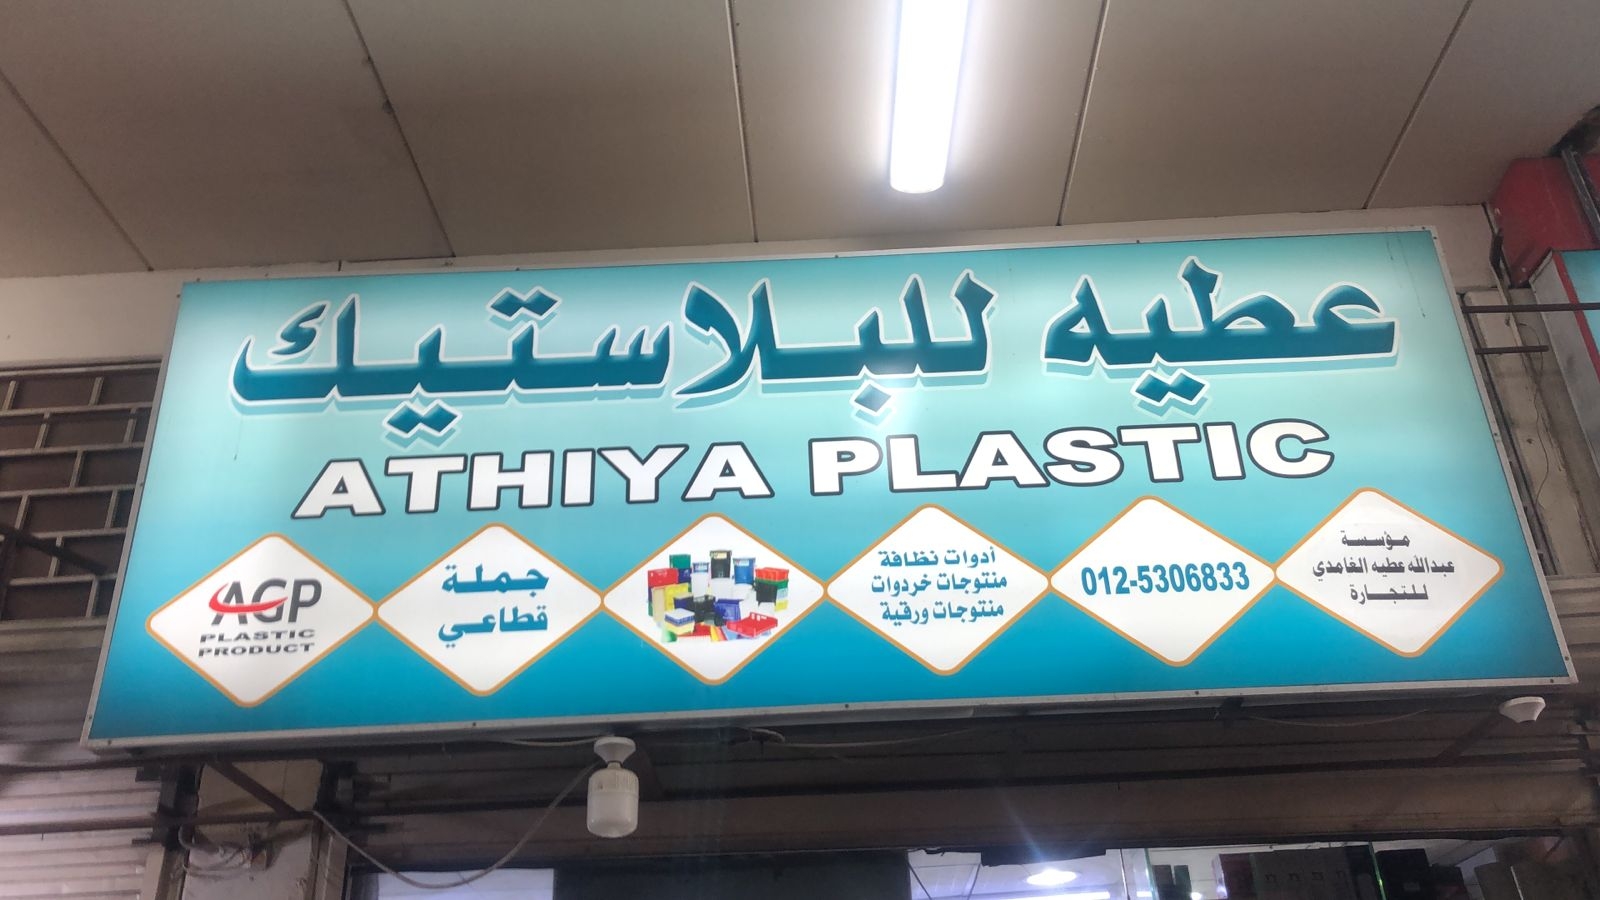 عطيه للبلاستيك
ATHIYA PLASTIC
مؤسسة
عبدالله عطيه الغامدي
للتجارة
012-5306833
أدوات نظافة
منتوجات خردوات
منتوجات ورقية
جملة
قطاعي
AGP
PLASTIC
PRODUCT